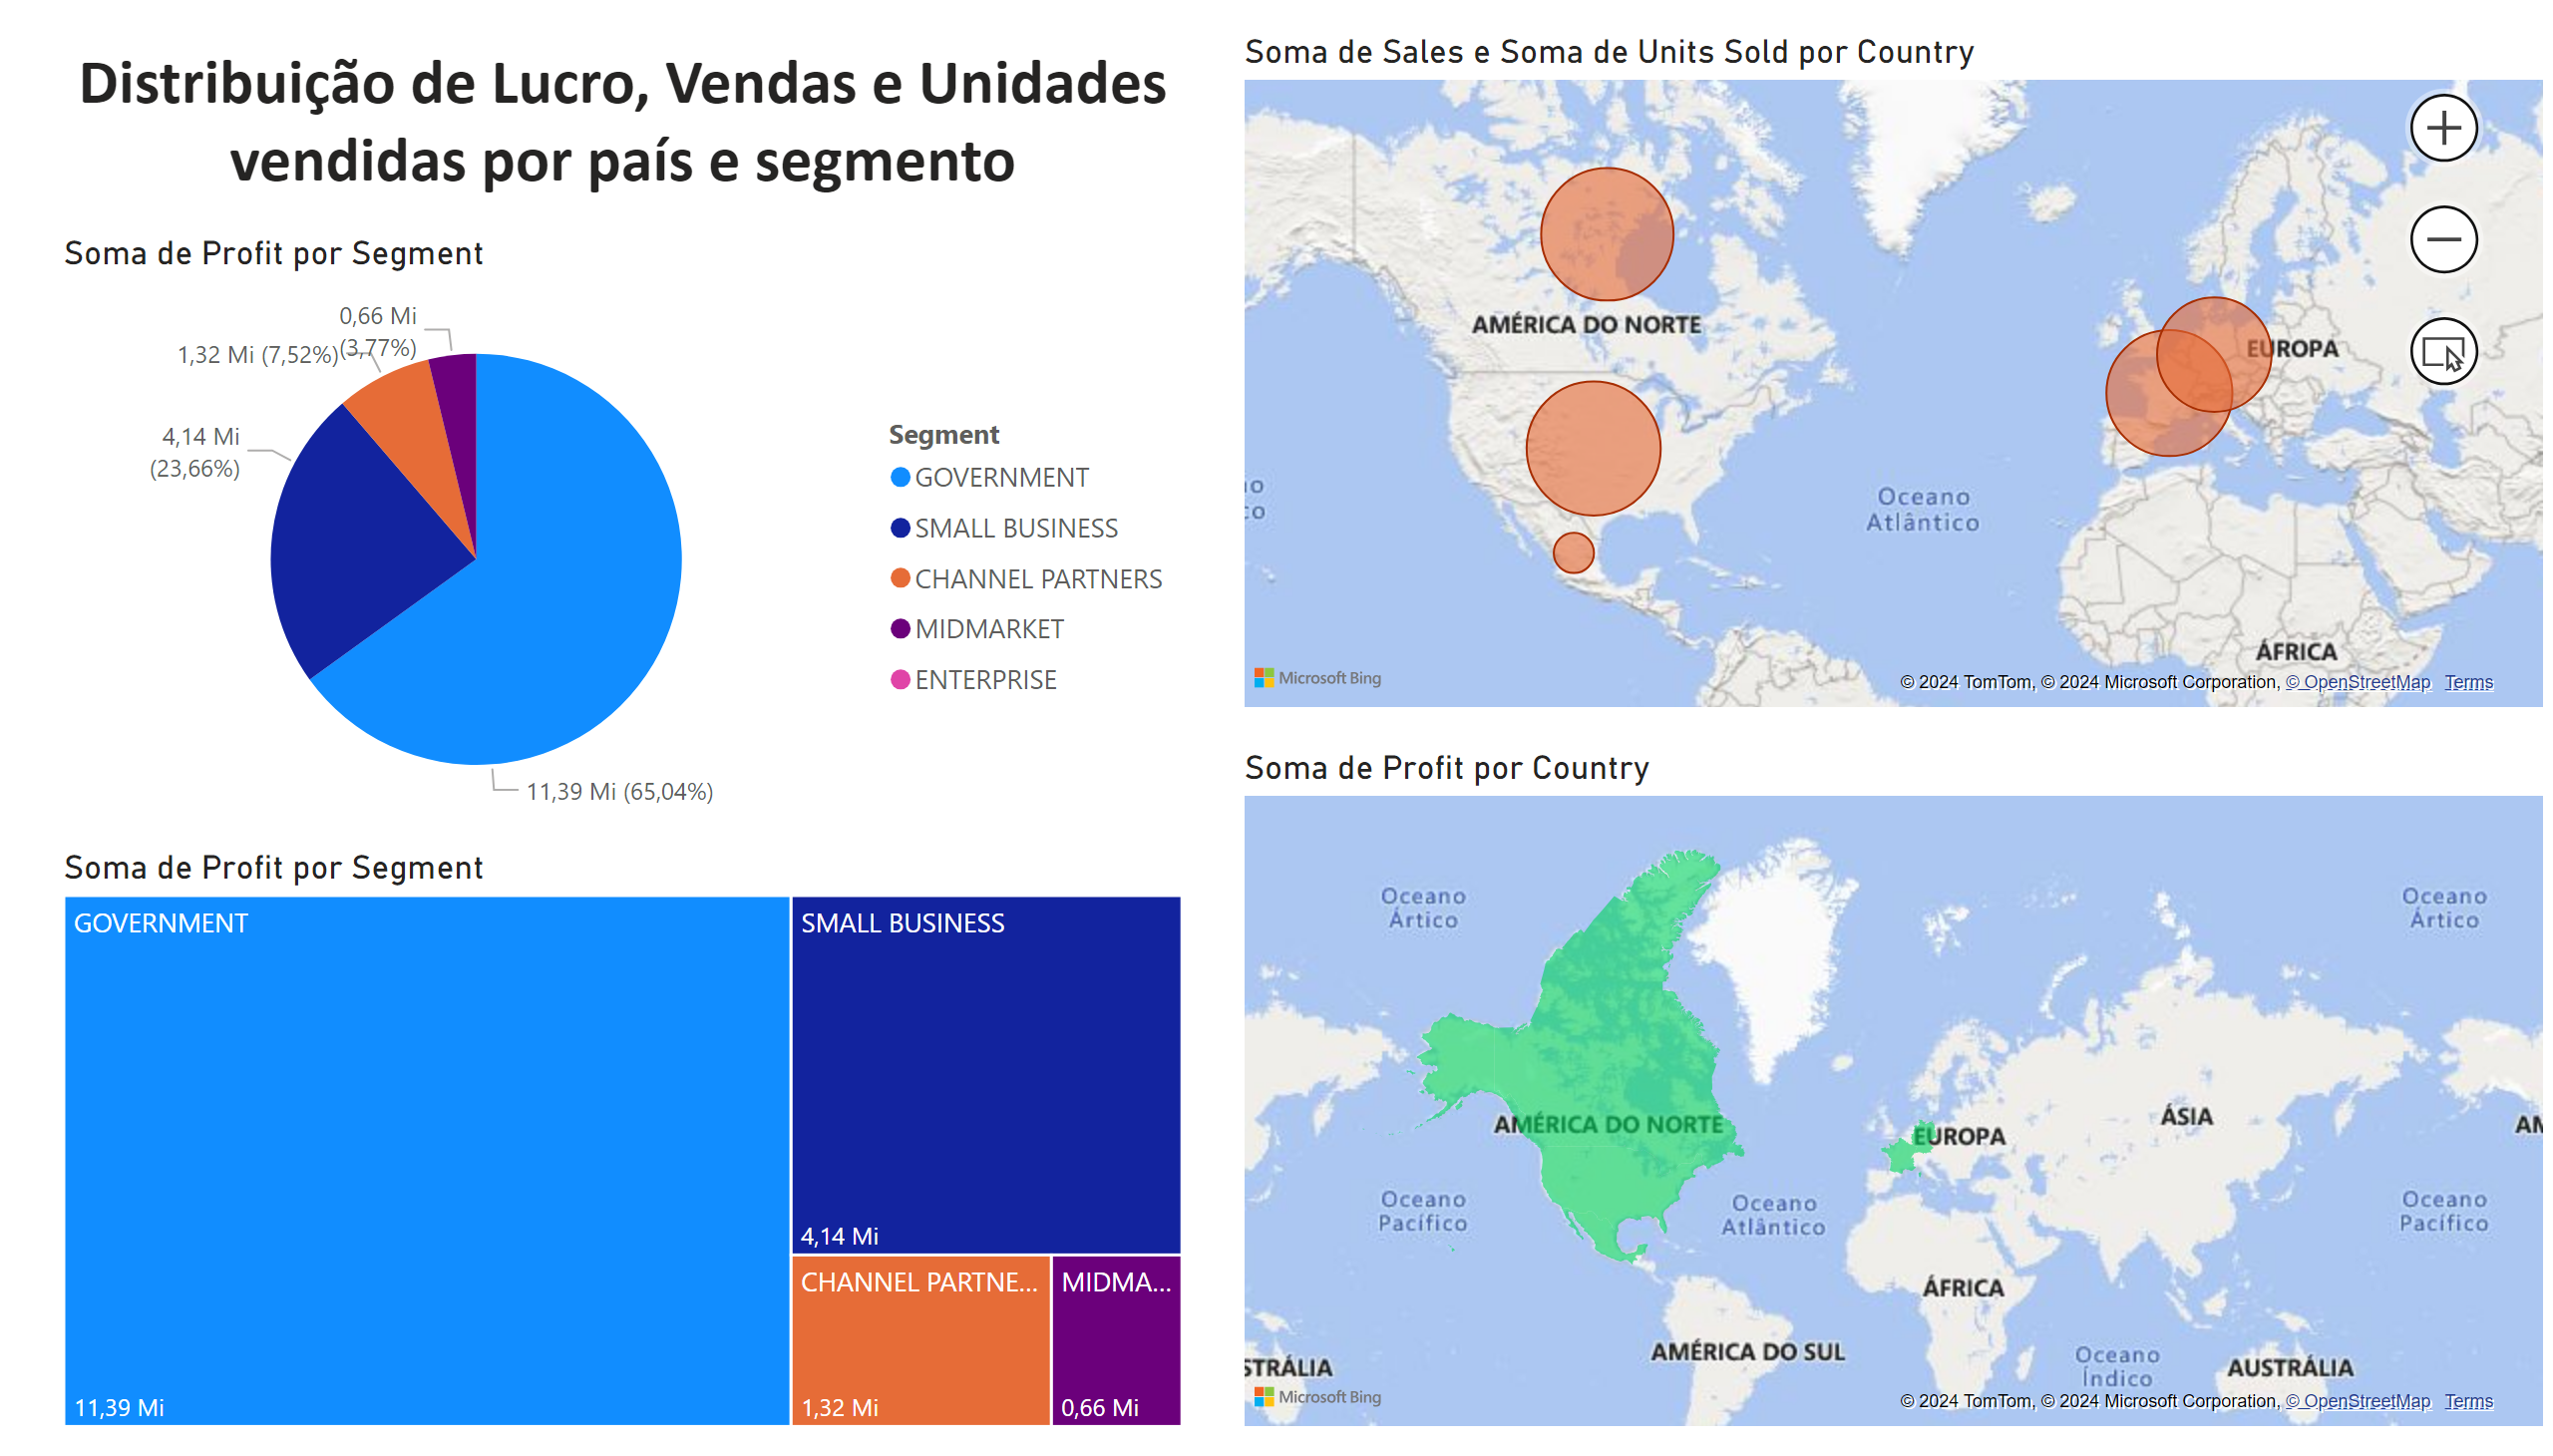 Distribuição de Lucro, Vendas e Unidades
vendidas por país e segmento
Soma de Profit por Segment
0,66 Mi
(3,77%)
1,32 Mi (7,52%)
4,14 Mi
(23,66%)
11,39 Mi (65,04%)
Segment
GOVERNMENT
SMALL BUSINESS
CHANNEL PARTNERS
MIDMARKET
ENTERPRISE
Soma de Profit por Segment
GOVERNMENT
11,39 Mi
SMALL BUSINESS
4,14 Mi
CHANNEL PARTNE...
1,32 Mi
MIDMA...
0,66 Mi
Soma de Sales e Soma de Units Sold por Country
AMÉRICA DO NORTE
EUROPA
io
co
Oceano
Atlântico
ÁFRICA
Microsoft Bing
© 2024 TomTom, © 2024 Microsoft Corporation, © OpenStreetMap Terms
Soma de Profit por Country
Oceano
Ártico
Oceano
Ártico
AMÉRICA DO NORTE
EUROPA
ÁSIA
AM
Oceano
Pacífico
Oceano
Atlântico
Oceano
Pacífico
ÁFRICA
AMÉRICA DO SUL
STRÁLIA
Oceano
Índico
AUSTRÁLIA
Microsoft Bing
© 2024 TomTom, © 2024 Microsoft Corporation, © OpenStreetMap Terms